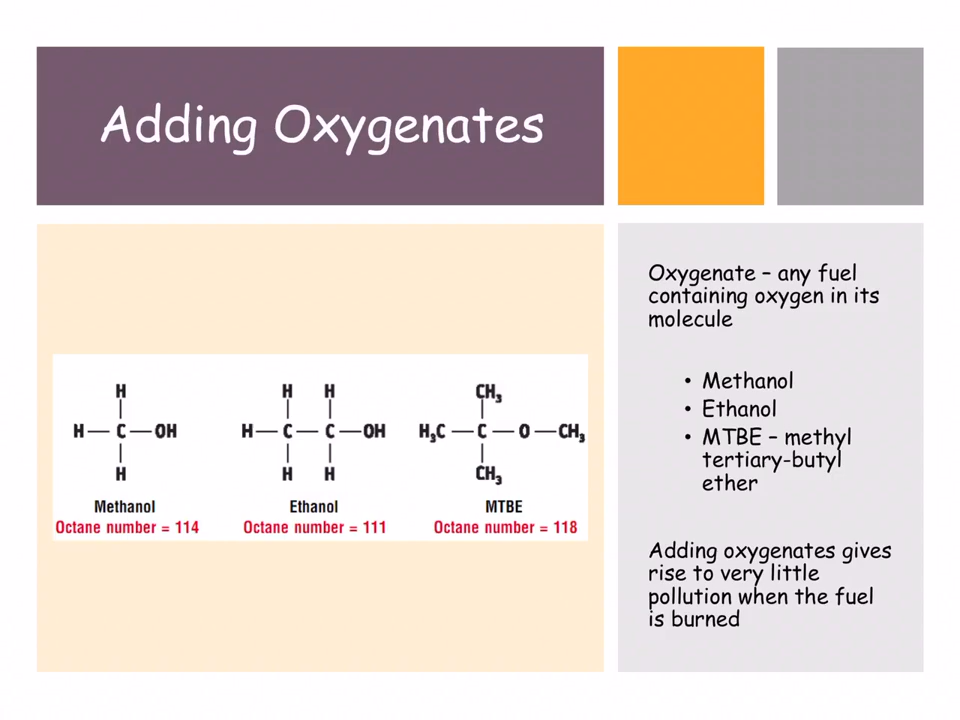 Adding Oxygenates
H H H CH₃
H — C — OH H — C — C — OH H₃C — C — O — CH₃
H H H CH₃
Methanol Ethanol MTBE
Octane number = 114 Octane number = 111 Octane number = 118
Oxygenate – any fuel
containing oxygen in its
molecule
• Methanol
• Ethanol
• MTBE – methyl
tertiary-butyl
ether
Adding oxygenates gives
rise to very little
pollution when the fuel
is burned